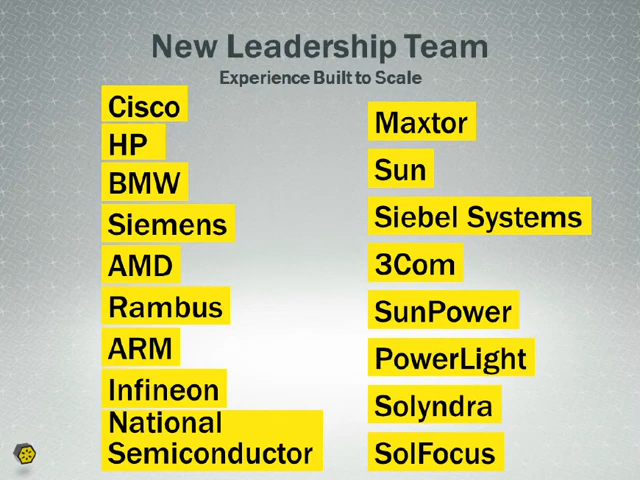 New Leadership Team
Experience Built to Scale
Cisco
HP
BMW
Siemens
AMD
Rambus
ARM
Infineon
National
Semiconductor
Maxtor
Sun
Siebel Systems
3Com
SunPower
PowerLight
Solyndra
SolFocus